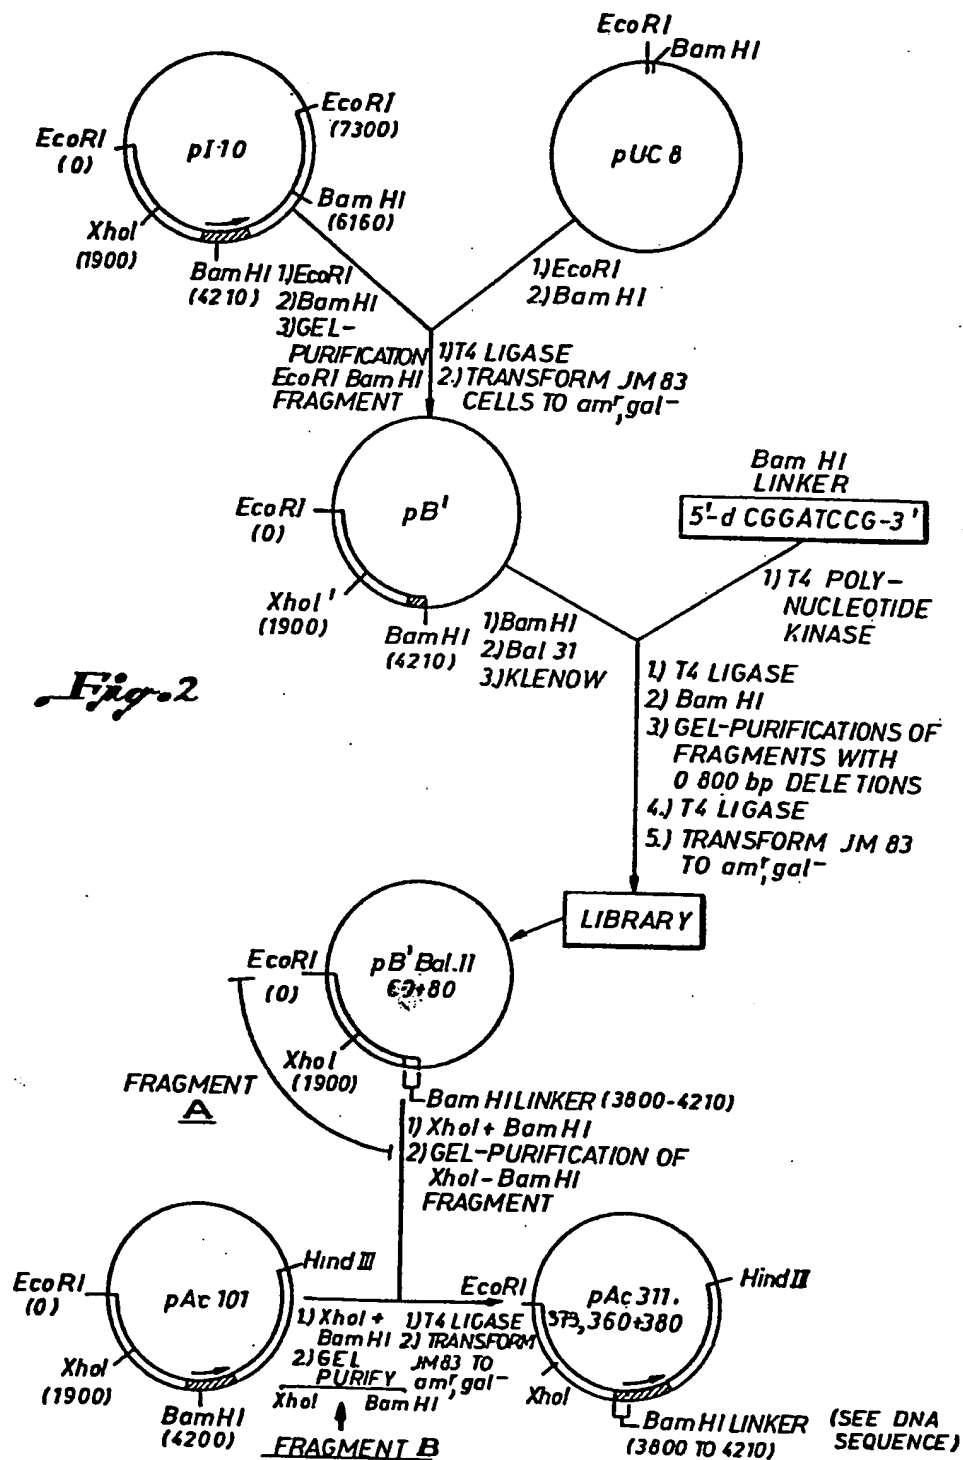 EcoRI
BamHI
EcoRI
(7300)
EcoRI
(0)
pI-10
pUC 8
BamHI
(6160)
XhoI
(1900)
BamHI
(4210)
1.)EcoRI
2)BamHI
3)GEL-
PURIFICATION
EcoRI BamHI
FRAGMENT
1.)EcoRI
2.)BamHI
1)T4 LIGASE
2.)TRANSFORM JM 83
CELLS TO amʳ, gal⁻
EcoRI
(0)
pB'
Bam HI
LINKER
5'-d CGGATCCG-3'
XhoI'
(1900)
BamHI
(4210)
1)BamHI
2)Bal 31
3.)KLENOW
1) T4 POLY-
NUCLEOTIDE
KINASE
Fig. 2
1.) T4 LIGASE
2.) Bam HI
3.) GEL-PURIFICATIONS OF
FRAGMENTS WITH
0 800 bp DELETIONS
4.) T4 LIGASE
5.) TRANSFORM JM 83
TO amʳ, gal⁻
LIBRARY
EcoRI
(0)
pB'Bal.11
+80
XhoI
(1900)
FRAGMENT
A
BamHI LINKER (3800-4210)
1) XhoI + BamHI
2) GEL-PURIFICATION OF
XhoI-BamHI
FRAGMENT
EcoRI
(0)
pAc 101
Hind III
XhoI
(1900)
BamHI
(4200)
1.) XhoI +
BamHI
2) GEL
PURIFY
XhoI BamHI
FRAGMENT B
1)T4 LIGASE
2) TRANSFORM
JM83 TO
amʳ, gal⁻
EcoRI
pAc 311.
373, 360+380
Hind III
XhoI
BamHI LINKER
(3800 TO 4210)
(SEE DNA
SEQUENCE)